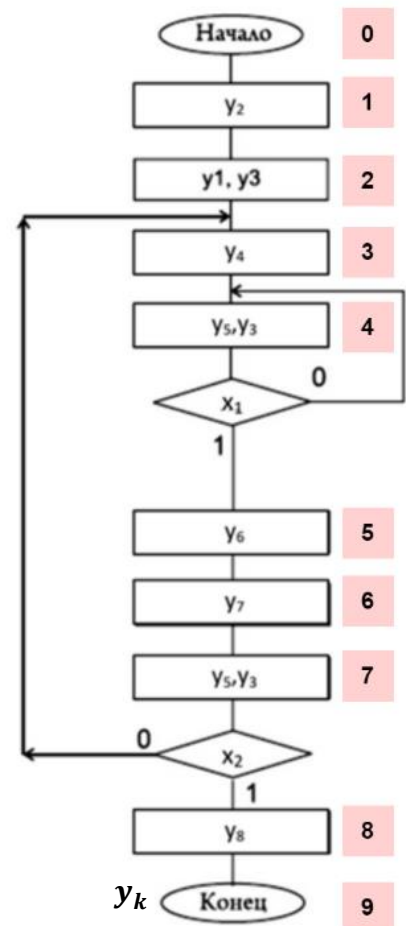 Начало 0
y₂ 1
y1, y3 2
y₄ 3
y₅,y₃ 4
0
x₁
1
y₆ 5
y₇ 6
y₅,y₃ 7
0
x₂
1
y₈ 8
yₖ Конец 9